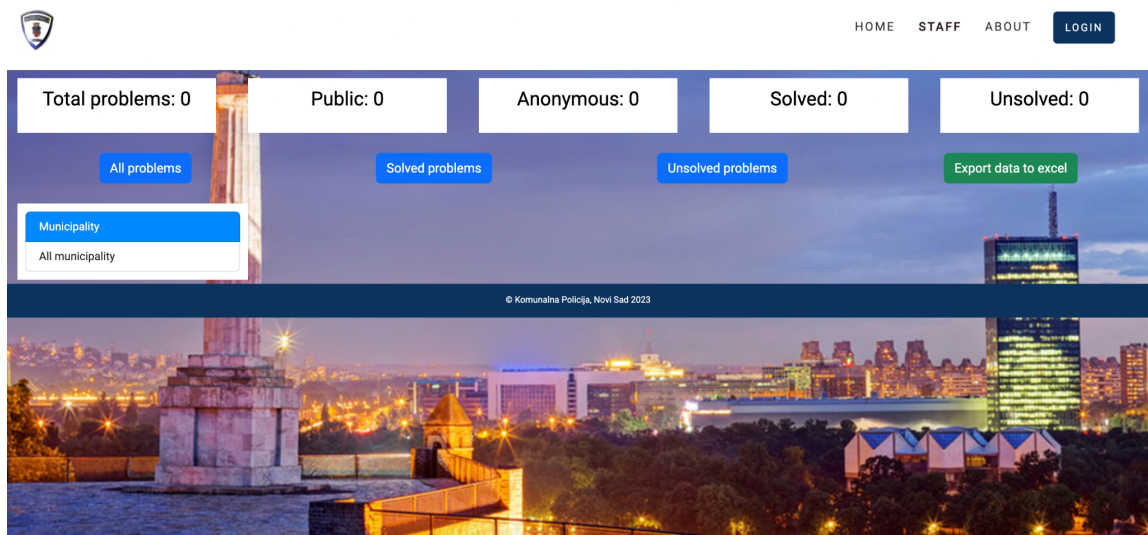 HOME STAFF ABOUT LOGIN
Total problems: 0 Public: 0 Anonymous: 0 Solved: 0 Unsolved: 0
All problems Solved problems Unsolved problems Export data to excel
Municipality
All municipality
© Komunalna Policija, Novi Sad 2023